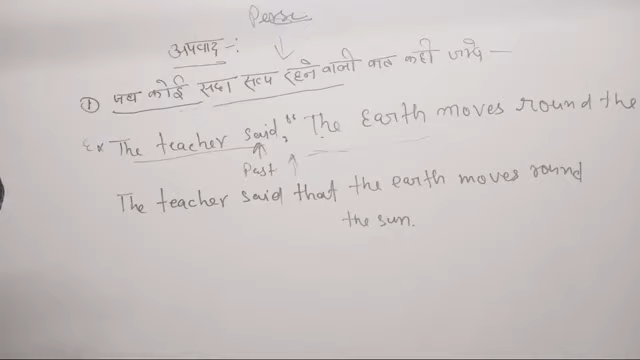 अपवाद -:
① जब कोई सदा सत्य रहने वाली बात कही जाये —
Ex The teacher said, " The Earth moves round the
Past
The teacher said that the earth moves round
the sun.